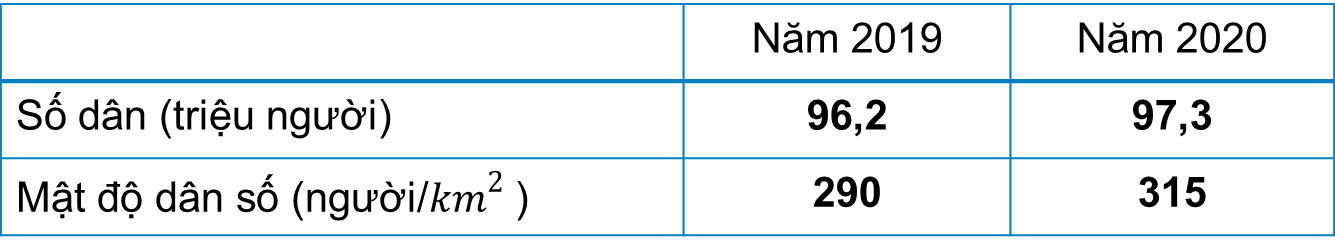 Năm 2019 Năm 2020
Số dân (triệu người) 96,2 97,3
Mật độ dân số (người/km² ) 290 315